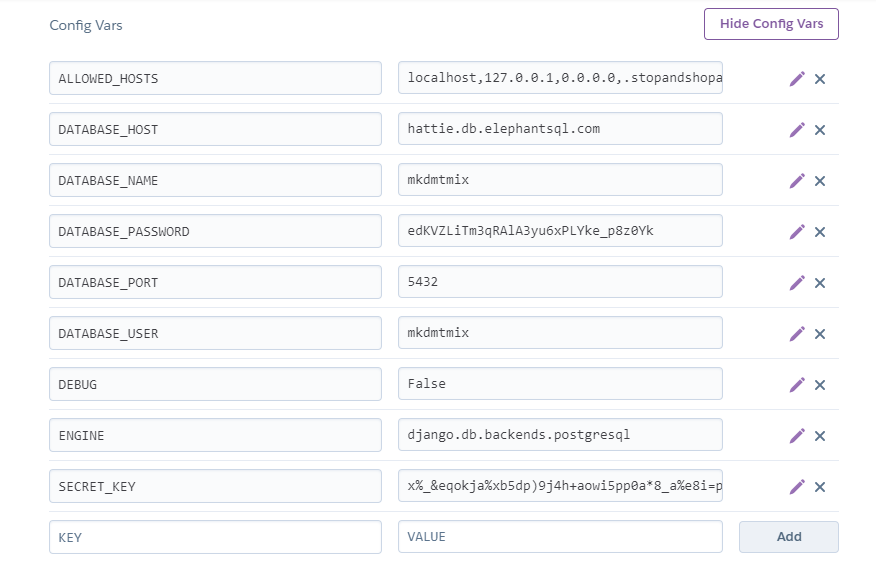 Config Vars
Hide Config Vars
ALLOWED_HOSTS localhost,127.0.0.1,0.0.0.0,.stopandshopa
DATABASE_HOST hattie.db.elephantsql.com
DATABASE_NAME mkdmtmix
DATABASE_PASSWORD edKVZLiTm3qRAlA3yu6xPLYke_p8z0Yk
DATABASE_PORT 5432
DATABASE_USER mkdmtmix
DEBUG False
ENGINE django.db.backends.postgresql
SECRET_KEY x%_&eqokja%xb5dp)9j4h+aowi5pp0a*8_a%e8i=p
KEY VALUE Add